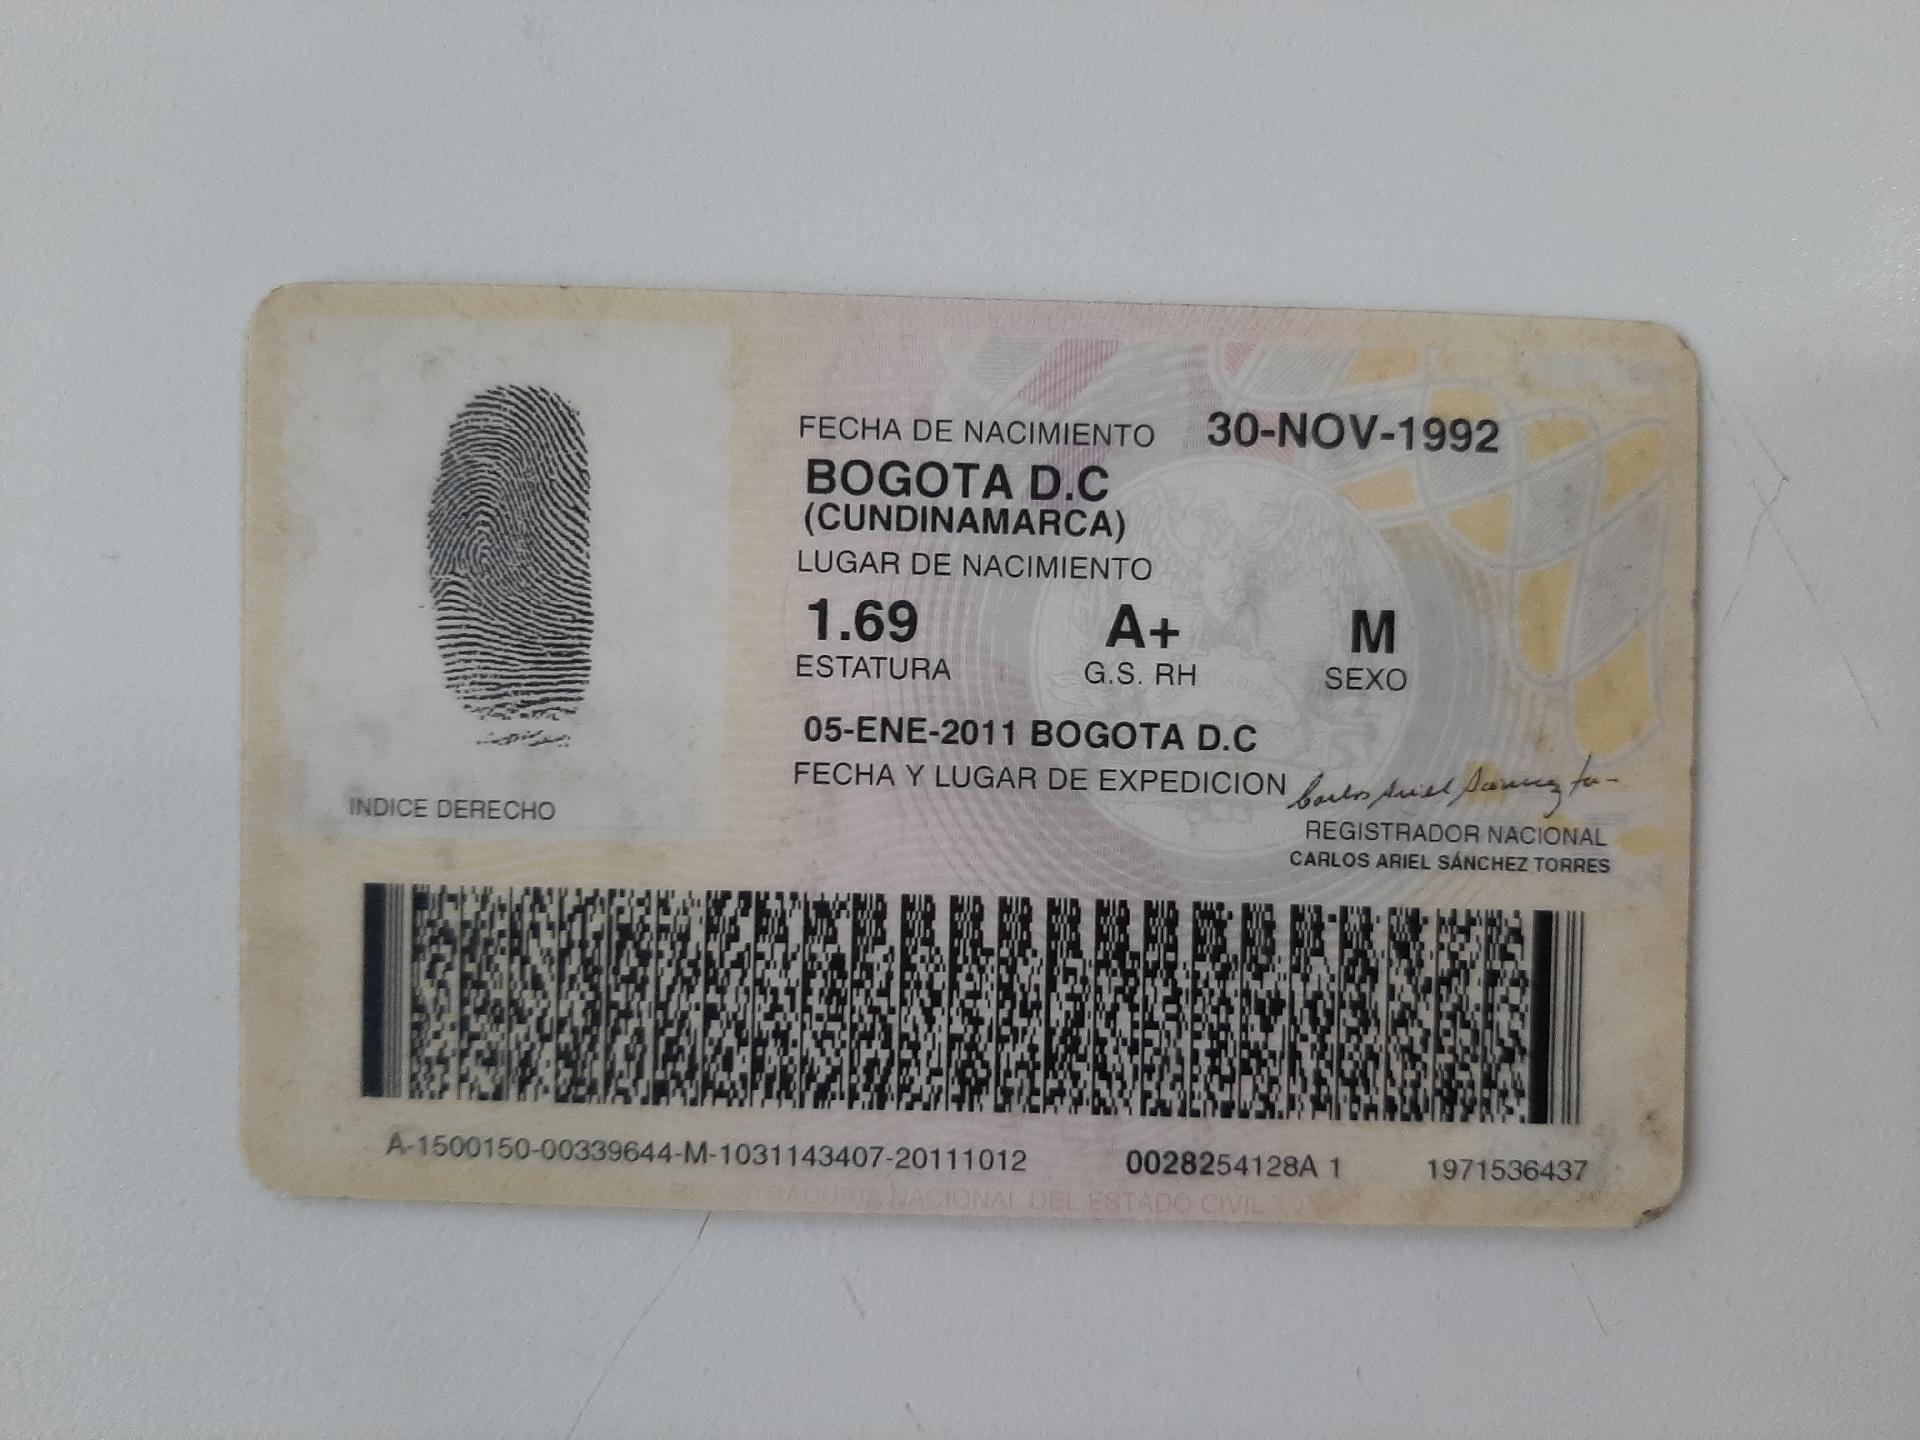 FECHA DE NACIMIENTO 30-NOV-1992
BOGOTA D.C
(CUNDINAMARCA)
LUGAR DE NACIMIENTO
1.69 A+ M
ESTATURA G.S. RH SEXO
05-ENE-2011 BOGOTA D.C
FECHA Y LUGAR DE EXPEDICION
INDICE DERECHO
Carlos Ariel Sánchez To-
REGISTRADOR NACIONAL
CARLOS ARIEL SÁNCHEZ TORRES
A-1500150-00339644-M-1031143407-20111012 0028254128A 1 1971536437
REGISTRADURIA NACIONAL DEL ESTADO CIVIL